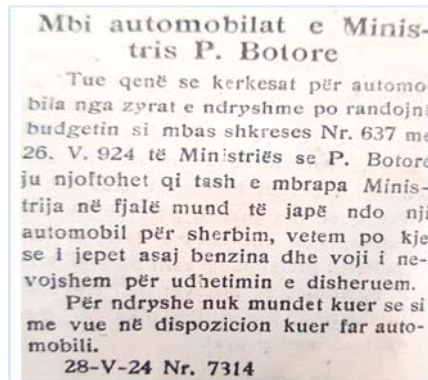 Mbi automobilat e Minis-
tris P. Botore
Tue qenë se kerkesat për automo-
bila nga zyrat e ndryshme po randojnë
budgetin si mbas shkreses Nr. 637 me
26. V. 924 të Ministriës se P. Botore
ju njoftohet qi tash e mbrapa Minis-
trija në fjalë mund të japë ndo nji
automobil për sherbim, vetem po kje
se i jepet asaj benzina dhe voji i ne-
vojshem për udhetimin e disheruem.
Për ndryshe nuk mundet kuer se si
me vue në dispozicion kuer far auto-
mobili.
28-V-24 Nr. 7314